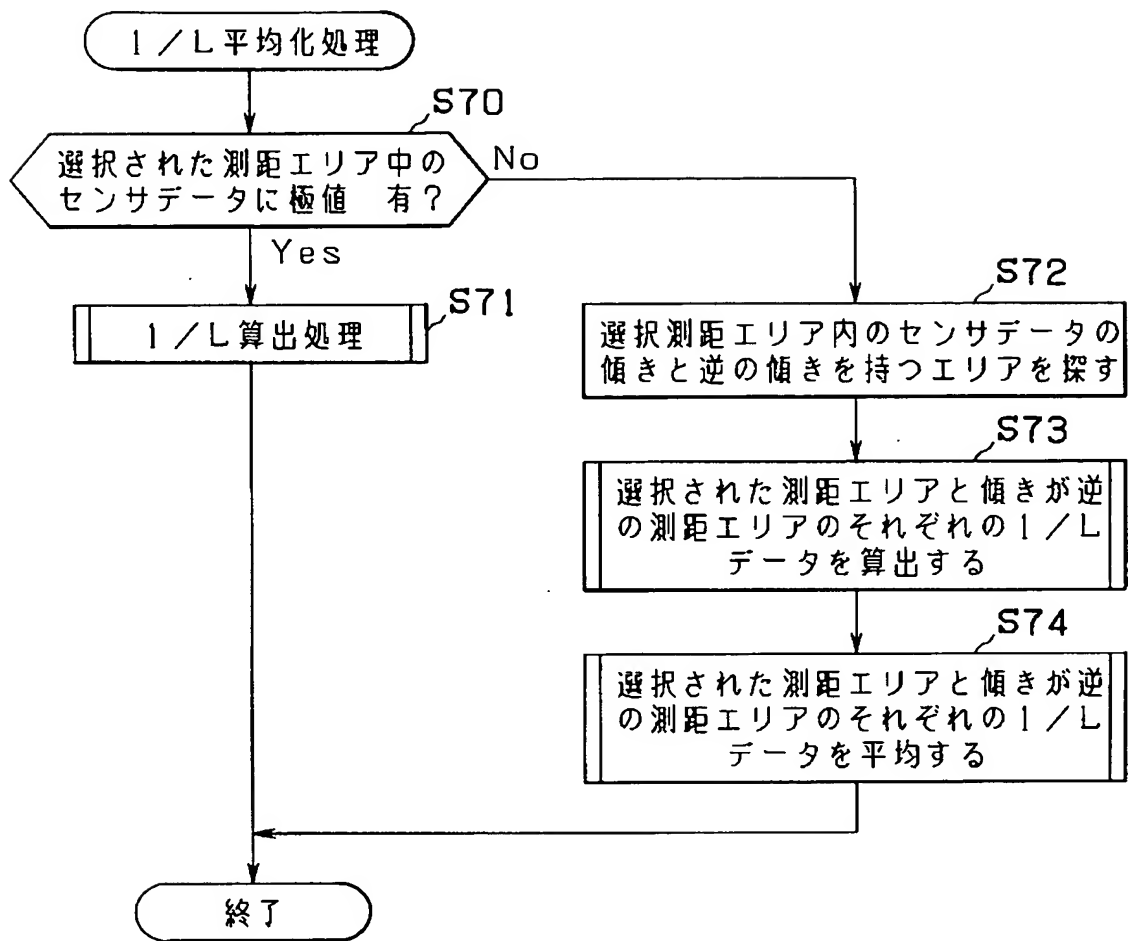 1/L平均化処理
S70
選択された測距エリア中の
センサデータに極値 有?
No
Yes
S71
1/L算出処理
S72
選択測距エリア内のセンサデータの
傾きと逆の傾きを持つエリアを探す
S73
選択された測距エリアと傾きが逆
の測距エリアのそれぞれの1/L
データを算出する
S74
選択された測距エリアと傾きが逆
の測距エリアのそれぞれの1/L
データを平均する
終了